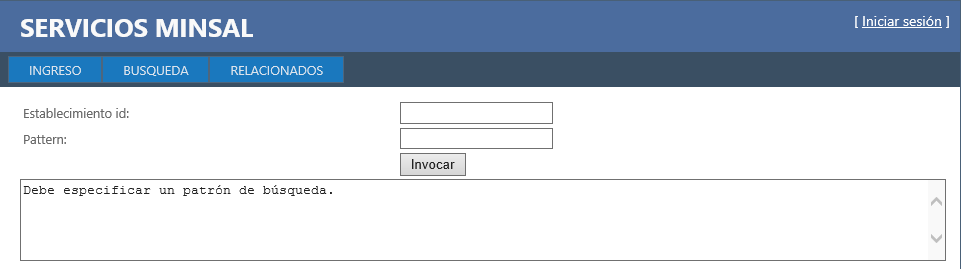 SERVICIOS MINSAL
[ Iniciar sesión ]
INGRESO BUSQUEDA RELACIONADOS
Establecimiento id:
Pattern:
Invocar
Debe especificar un patrón de búsqueda.